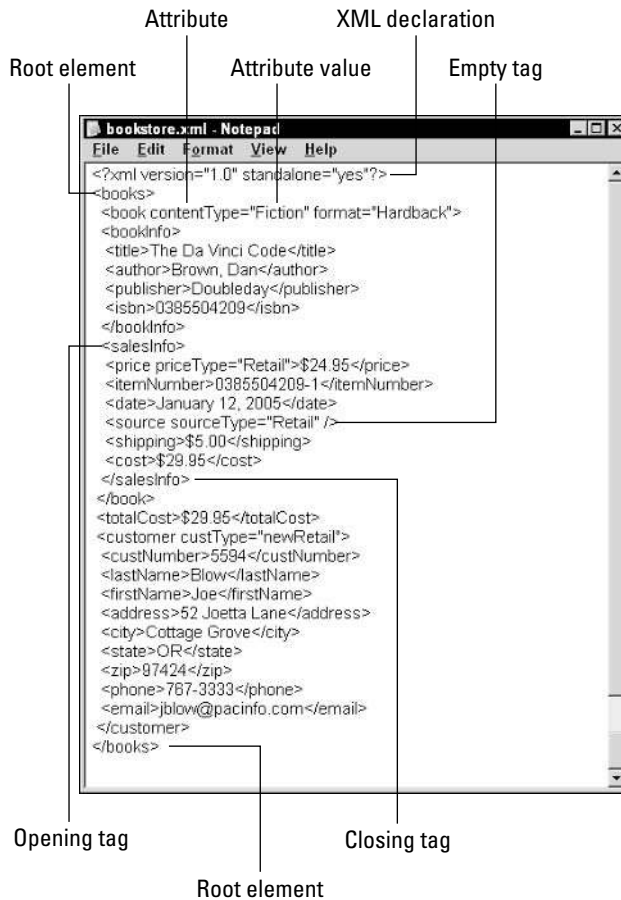 Attribute XML declaration
Root element Attribute value Empty tag
bookstore.xml - Notepad
File Edit Format View Help
<?xml version="1.0" standalone="yes"?>
<books>
<book contentType="Fiction" format="Hardback">
<bookInfo>
<title>The Da Vinci Code</title>
<author>Brown, Dan</author>
<publisher>Doubleday</publisher>
<isbn>0385504209</isbn>
</bookInfo>
<salesInfo>
<price priceType="Retail">$24.95</price>
<itemNumber>0385504209-1</itemNumber>
<date>January 12, 2005</date>
<source sourceType="Retail" />
<shipping>$5.00</shipping>
<cost>$29.95</cost>
</salesInfo>
</book>
<totalCost>$29.95</totalCost>
<customer custType="newRetail">
<custNumber>5594</custNumber>
<lastName>Blow</lastName>
<firstName>Joe</firstName>
<address>52 Joetta Lane</address>
<city>Cottage Grove</city>
<state>OR</state>
<zip>97424</zip>
<phone>767-3333</phone>
<email>jblow@pacinfo.com</email>
</customer>
</books>
Opening tag Closing tag
Root element